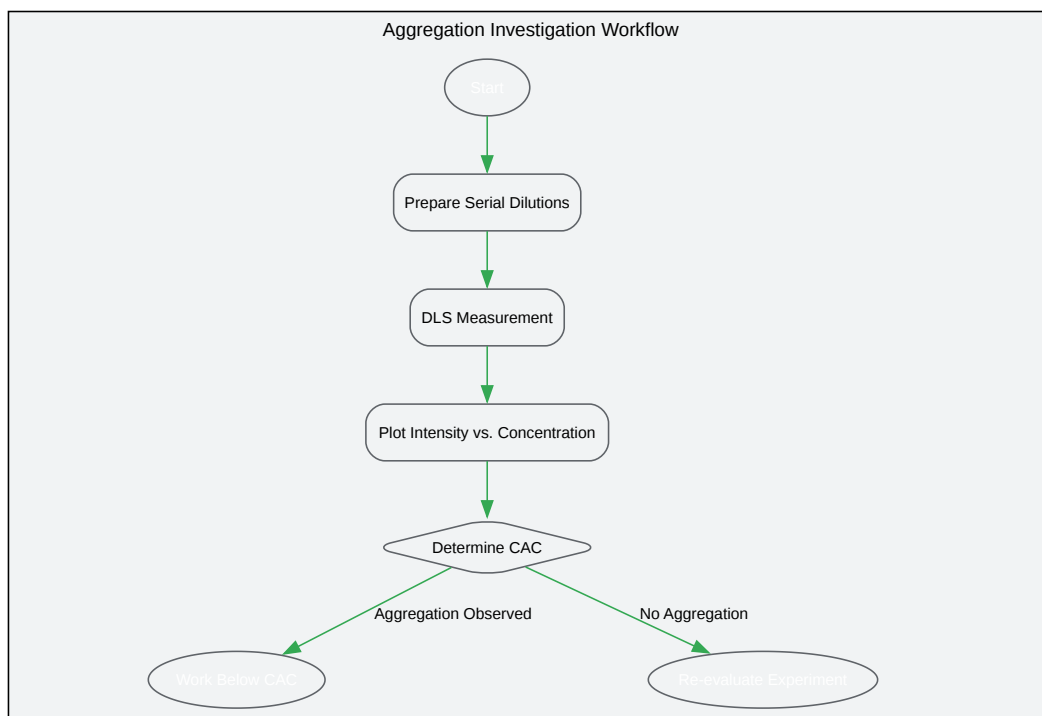 Aggregation Investigation Workflow
Start
Prepare Serial Dilutions
DLS Measurement
Plot Intensity vs. Concentration
Determine CAC
Aggregation Observed
No Aggregation
Work Below CAC
Re-evaluate Experiment